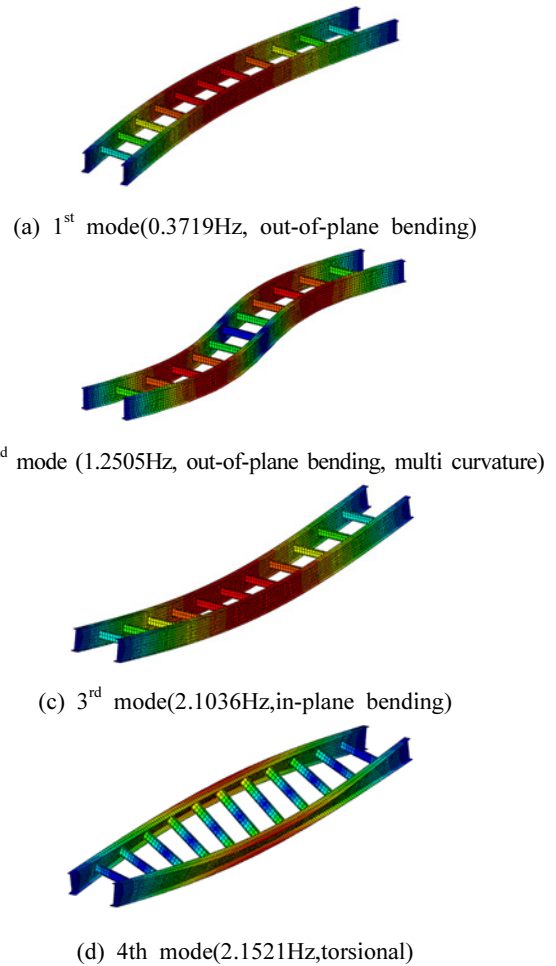 (a) 1st mode(0.3719Hz, out-of-plane bending)
d mode (1.2505Hz, out-of-plane bending, multi curvature)
(c) 3rd mode(2.1036Hz,in-plane bending)
(d) 4th mode(2.1521Hz,torsional)